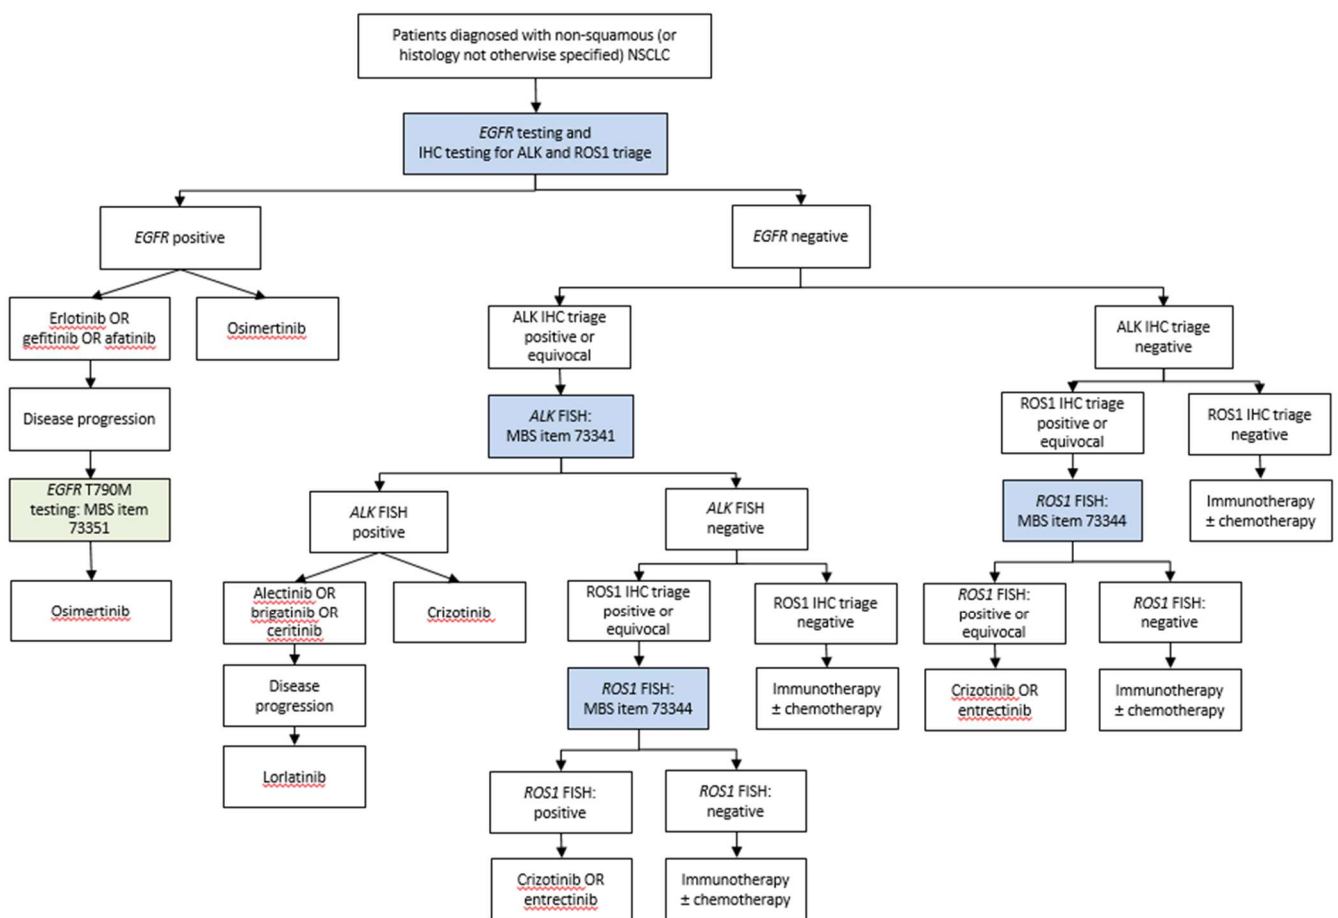 Patients diagnosed with non-squamous (or
histology not otherwise specified) NSCLC
EGFR testing and
IHC testing for ALK and ROS1 triage
EGFR positive
EGFR negative
Erlotinib OR
gefitinib OR afatinib
Osimertinib
ALK IHC triage
positive or
equivocal
ALK IHC triage
negative
Disease progression
ALK FISH:
MBS item 73341
ROS1 IHC triage
positive or
equivocal
ROS1 IHC triage
negative
EGFR T790M
testing: MBS item
73351
ALK FISH
positive
ALK FISH
negative
ROS1 FISH:
MBS item 73344
Immunotherapy
± chemotherapy
Osimertinib
Alectinib OR
brigatinib OR
ceritinib
Crizotinib
ROS1 IHC triage
positive or
equivocal
ROS1 IHC triage
negative
ROS1 FISH:
positive or
equivocal
ROS1 FISH:
negative
Disease
progression
ROS1 FISH:
MBS item 73344
Immunotherapy
± chemotherapy
Crizotinib OR
entrectinib
Immunotherapy
± chemotherapy
Lorlatinib
ROS1 FISH:
positive
ROS1 FISH:
negative
Crizotinib OR
entrectinib
Immunotherapy
± chemotherapy